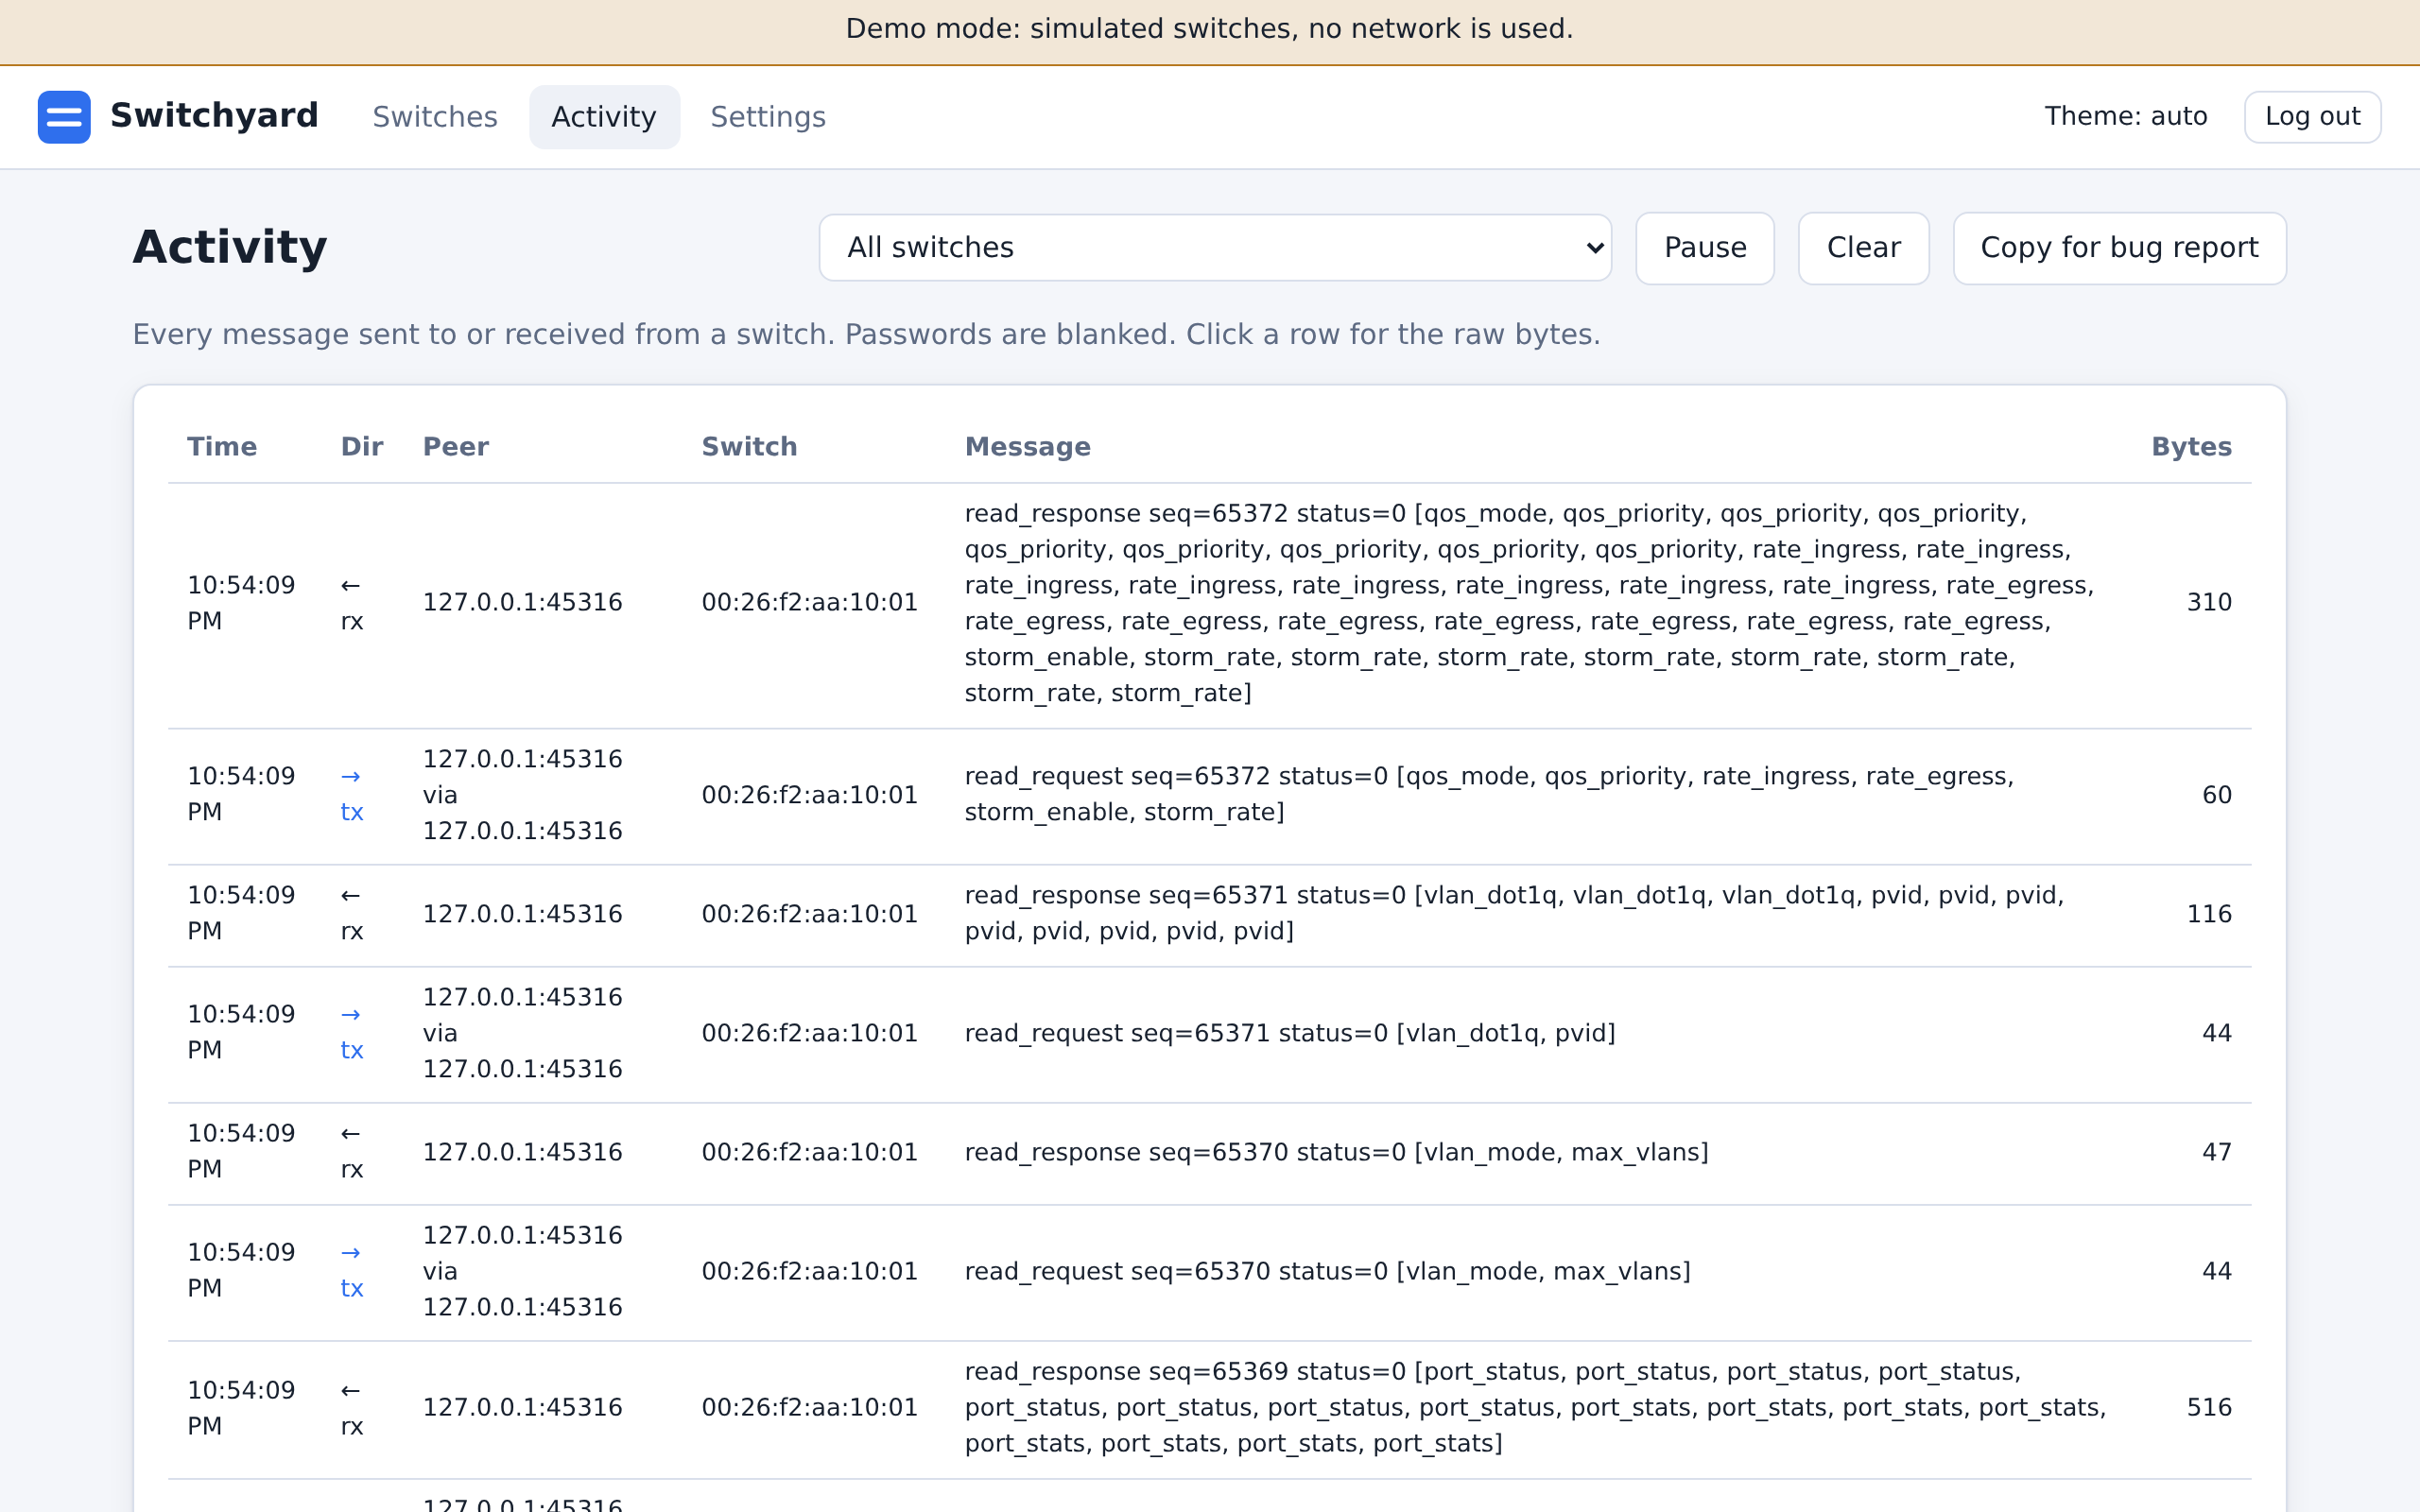 Demo mode: simulated switches, no network is used.
Switchyard
Switches
Activity
Settings
Theme: auto
Log out
Activity
All switches
Pause
Clear
Copy for bug report
Every message sent to or received from a switch. Passwords are blanked. Click a row for the raw bytes.
Time Dir Peer Switch Message Bytes
10:54:09 PM
← rx
127.0.0.1:45316
00:26:f2:aa:10:01
read_response seq=65372 status=0 [qos_mode, qos_priority, qos_priority, qos_priority,
qos_priority, qos_priority, qos_priority, qos_priority, qos_priority, rate_ingress, rate_ingress,
rate_ingress, rate_ingress, rate_ingress, rate_ingress, rate_ingress, rate_ingress, rate_egress,
rate_egress, rate_egress, rate_egress, rate_egress, rate_egress, rate_egress, rate_egress,
storm_enable, storm_rate, storm_rate, storm_rate, storm_rate, storm_rate, storm_rate,
storm_rate, storm_rate]
310
10:54:09 PM
→ tx
127.0.0.1:45316
via
127.0.0.1:45316
00:26:f2:aa:10:01
read_request seq=65372 status=0 [qos_mode, qos_priority, rate_ingress, rate_egress,
storm_enable, storm_rate]
60
10:54:09 PM
← rx
127.0.0.1:45316
00:26:f2:aa:10:01
read_response seq=65371 status=0 [vlan_dot1q, vlan_dot1q, vlan_dot1q, pvid, pvid, pvid,
pvid, pvid, pvid, pvid, pvid]
116
10:54:09 PM
→ tx
127.0.0.1:45316
via
127.0.0.1:45316
00:26:f2:aa:10:01
read_request seq=65371 status=0 [vlan_dot1q, pvid]
44
10:54:09 PM
← rx
127.0.0.1:45316
00:26:f2:aa:10:01
read_response seq=65370 status=0 [vlan_mode, max_vlans]
47
10:54:09 PM
→ tx
127.0.0.1:45316
via
127.0.0.1:45316
00:26:f2:aa:10:01
read_request seq=65370 status=0 [vlan_mode, max_vlans]
44
10:54:09 PM
← rx
127.0.0.1:45316
00:26:f2:aa:10:01
read_response seq=65369 status=0 [port_status, port_status, port_status, port_status,
port_status, port_status, port_status, port_status, port_stats, port_stats, port_stats, port_stats,
port_stats, port_stats, port_stats, port_stats]
516
127.0.0.1:45316